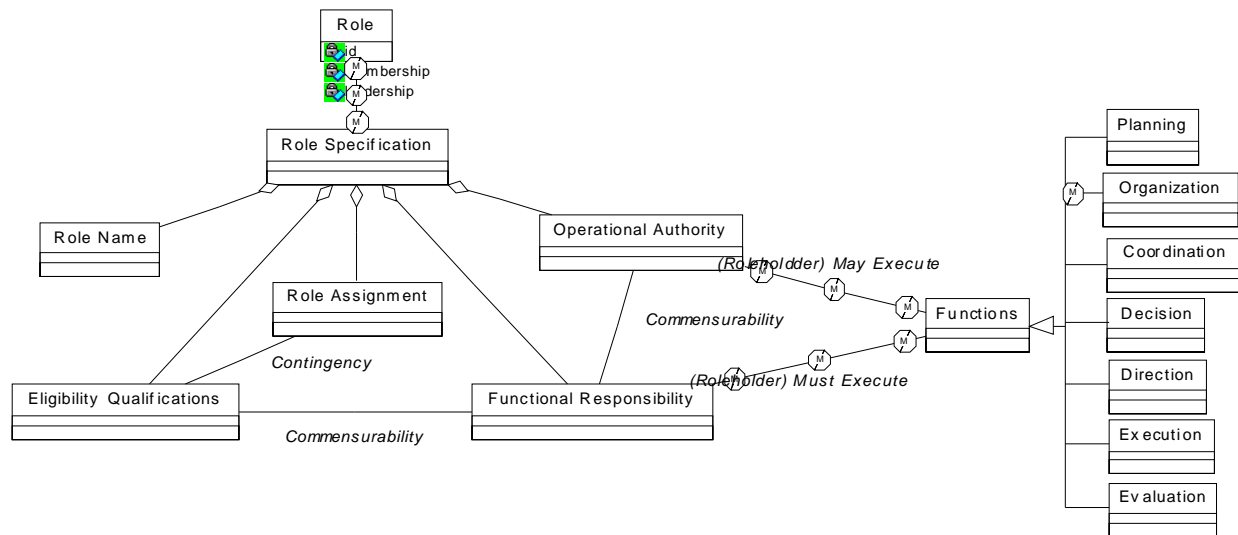 Role
id
mbership
dership
Role Specification
Planning
Organization
Role Name
Operational Authority
(Roleholdder) May Execute
Coordination
Role Assignment
Commensurability
Functions
Decision
Contingency
(Roleholder) Must Execute
Direction
Eligibility Qualifications
Functional Responsibility
Commensurability
Execution
Evaluation
M
M
M
M
M
M
M
M
M
M